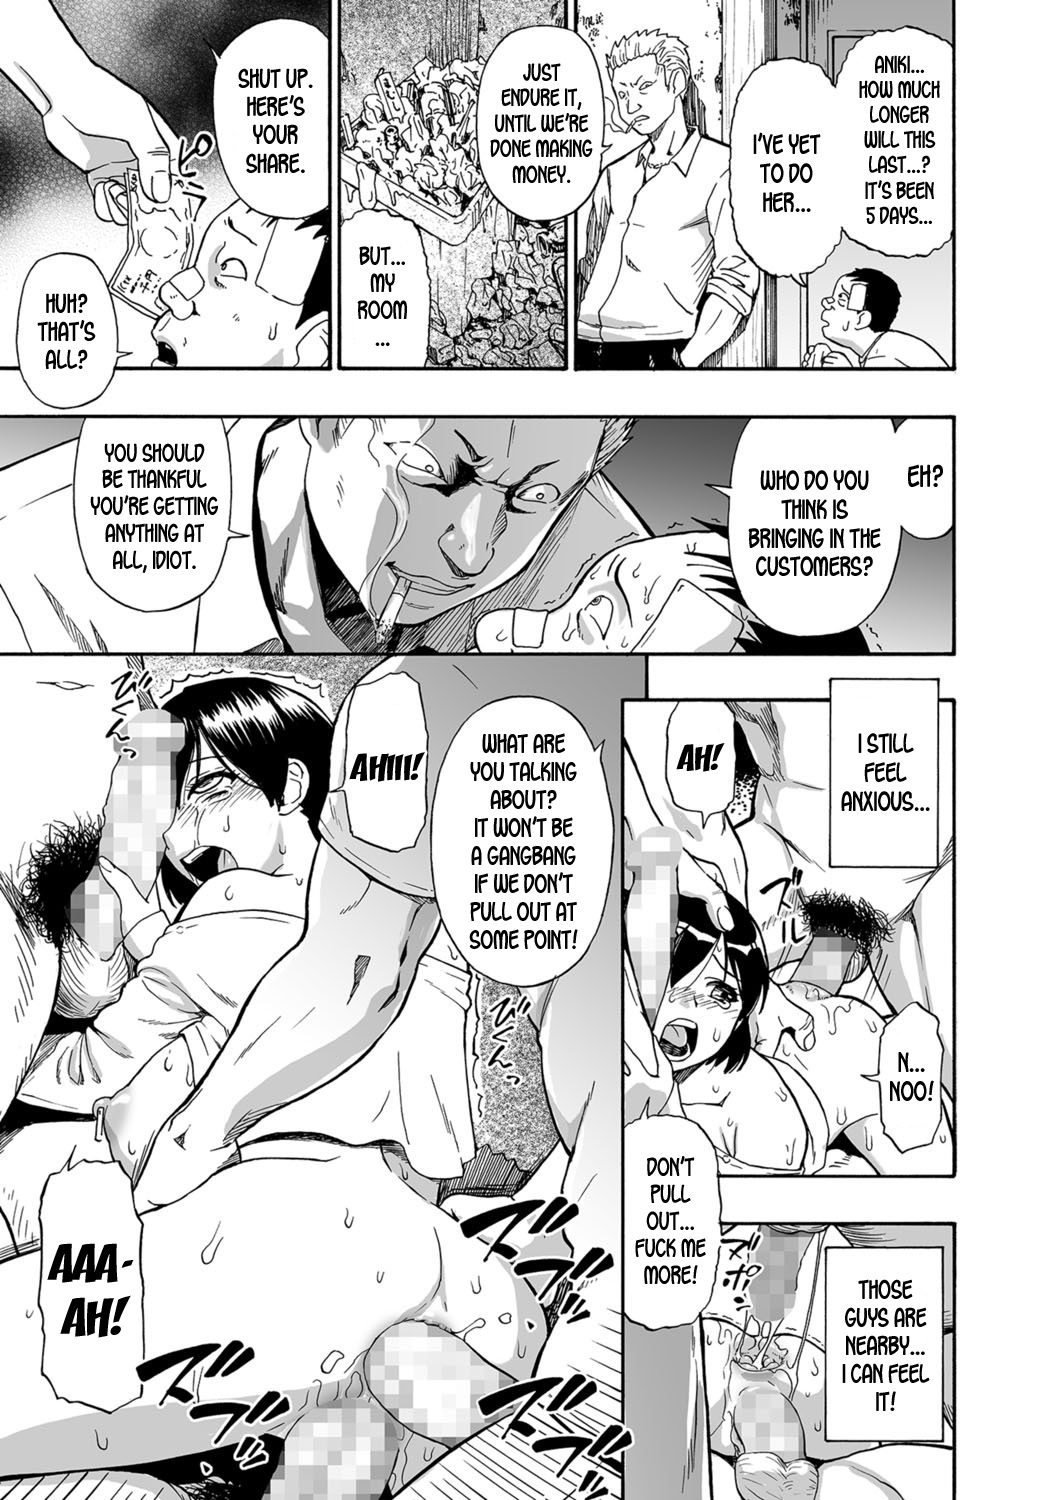 ANIKI...
HOW MUCH
LONGER
WILL THIS
LAST...?
IT'S BEEN
5 DAYS...
I'VE YET
TO DO
HER...
JUST
ENDURE IT,
UNTIL WE'RE
DONE MAKING
MONEY.
BUT...
MY
ROOM
...
SHUT UP.
HERE'S
YOUR
SHARE.
HUH?
THAT'S
ALL?
EH?
WHO DO YOU
THINK IS
BRINGING IN THE
CUSTOMERS?
YOU SHOULD
BE THANKFUL
YOU'RE GETTING
ANYTHING AT
ALL, IDIOT.
I STILL
FEEL
ANXIOUS...
AH!
N...
NOO!
DON'T
PULL
OUT...
FUCK ME
MORE!
THOSE
GUYS ARE
NEARBY...
I CAN FEEL
IT!
WHAT ARE
YOU TALKING
ABOUT?
IT WON'T BE
A GANGBANG
IF WE DON'T
PULL OUT AT
SOME POINT!
AHIII!
AAA-
AH!